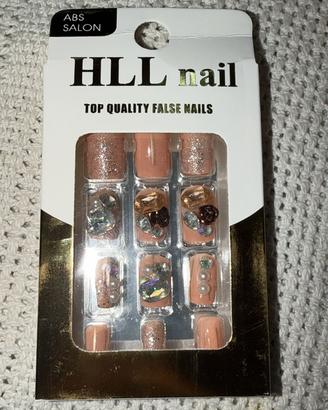 ABS
SALON
HLL nail
TOP QUALITY FALSE NAILS